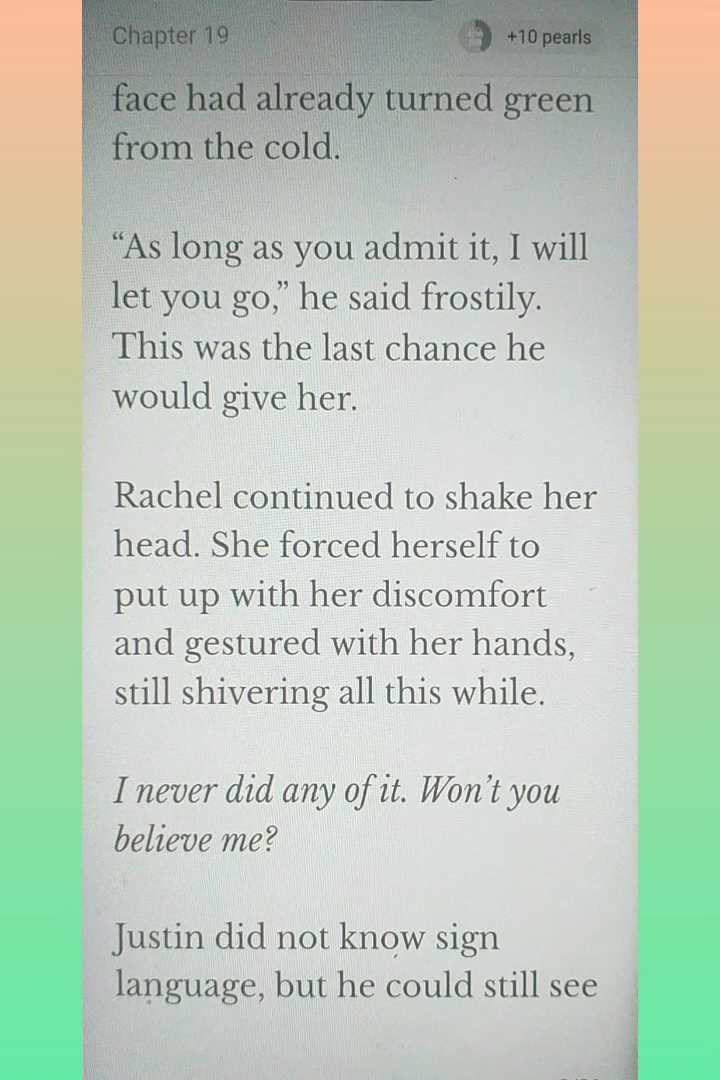 Chapter 19
+10 pearls
face had already turned green
from the cold.
“As long as you admit it, I will
let you go,” he said frostily.
This was the last chance he
would give her.
Rachel continued to shake her
head. She forced herself to
put up with her discomfort
and gestured with her hands,
still shivering all this while.
I never did any of it. Won’t you
believe me?
Justin did not know sign
language, but he could still see